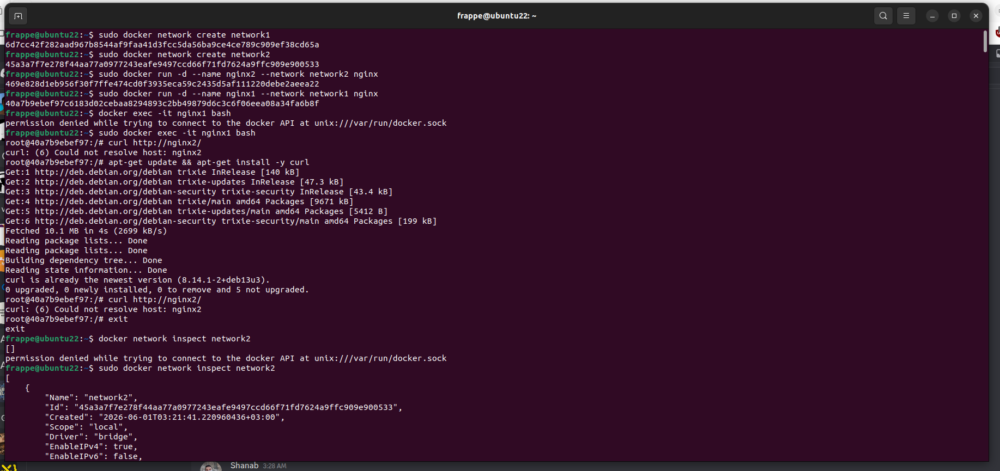 frappe@ubuntu22: ~
frappe@ubuntu22:~$ sudo docker network create network1
6d7cc42f282aad967b8544af9faa41d3fcc5da56ba9ce4ce789c909ef38cd65a
frappe@ubuntu22:~$ sudo docker network create network2
45a3a7f7e278f44aa77a0977243eafe9497ccd66f71fd7624a9ffc909e900533
frappe@ubuntu22:~$ sudo docker run -d --name nginx2 --network network2 nginx
469e828d1eb956f30f7ffe474cd0f3935eca59c2435d5af111220debe2aeea22
frappe@ubuntu22:~$ sudo docker run -d --name nginx1 --network network1 nginx
40a7b9ebef97c6183d02cebaa8294893c2bb49879d6c3c6f06eea08a34fa6b8f
frappe@ubuntu22:~$ docker exec -it nginx1 bash
permission denied while trying to connect to the docker API at unix:///var/run/docker.sock
frappe@ubuntu22:~$ sudo docker exec -it nginx1 bash
root@40a7b9ebef97:/# curl http://nginx2/
curl: (6) Could not resolve host: nginx2
root@40a7b9ebef97:/# apt-get update && apt-get install -y curl
Get:1 http://deb.debian.org/debian trixie InRelease [140 kB]
Get:2 http://deb.debian.org/debian trixie-updates InRelease [47.3 kB]
Get:3 http://deb.debian.org/debian-security trixie-security InRelease [43.4 kB]
Get:4 http://deb.debian.org/debian trixie/main amd64 Packages [9671 kB]
Get:5 http://deb.debian.org/debian trixie-updates/main amd64 Packages [5412 B]
Get:6 http://deb.debian.org/debian-security trixie-security/main amd64 Packages [199 kB]
Fetched 10.1 MB in 4s (2699 kB/s)
Reading package lists... Done
Reading package lists... Done
Building dependency tree... Done
Reading state information... Done
curl is already the newest version (8.14.1-2+deb13u3).
0 upgraded, 0 newly installed, 0 to remove and 5 not upgraded.
root@40a7b9ebef97:/# curl http://nginx2/
curl: (6) Could not resolve host: nginx2
root@40a7b9ebef97:/# exit
exit
frappe@ubuntu22:~$ docker network inspect network2
[]
permission denied while trying to connect to the docker API at unix:///var/run/docker.sock
frappe@ubuntu22:~$ sudo docker network inspect network2
[
    {
        "Name": "network2",
        "Id": "45a3a7f7e278f44aa77a0977243eafe9497ccd66f71fd7624a9ffc909e900533",
        "Created": "2026-06-01T03:21:41.220960436+03:00",
        "Scope": "local",
        "Driver": "bridge",
        "EnableIPv4": true,
        "EnableIPv6": false,
Shanab 3:28 AM